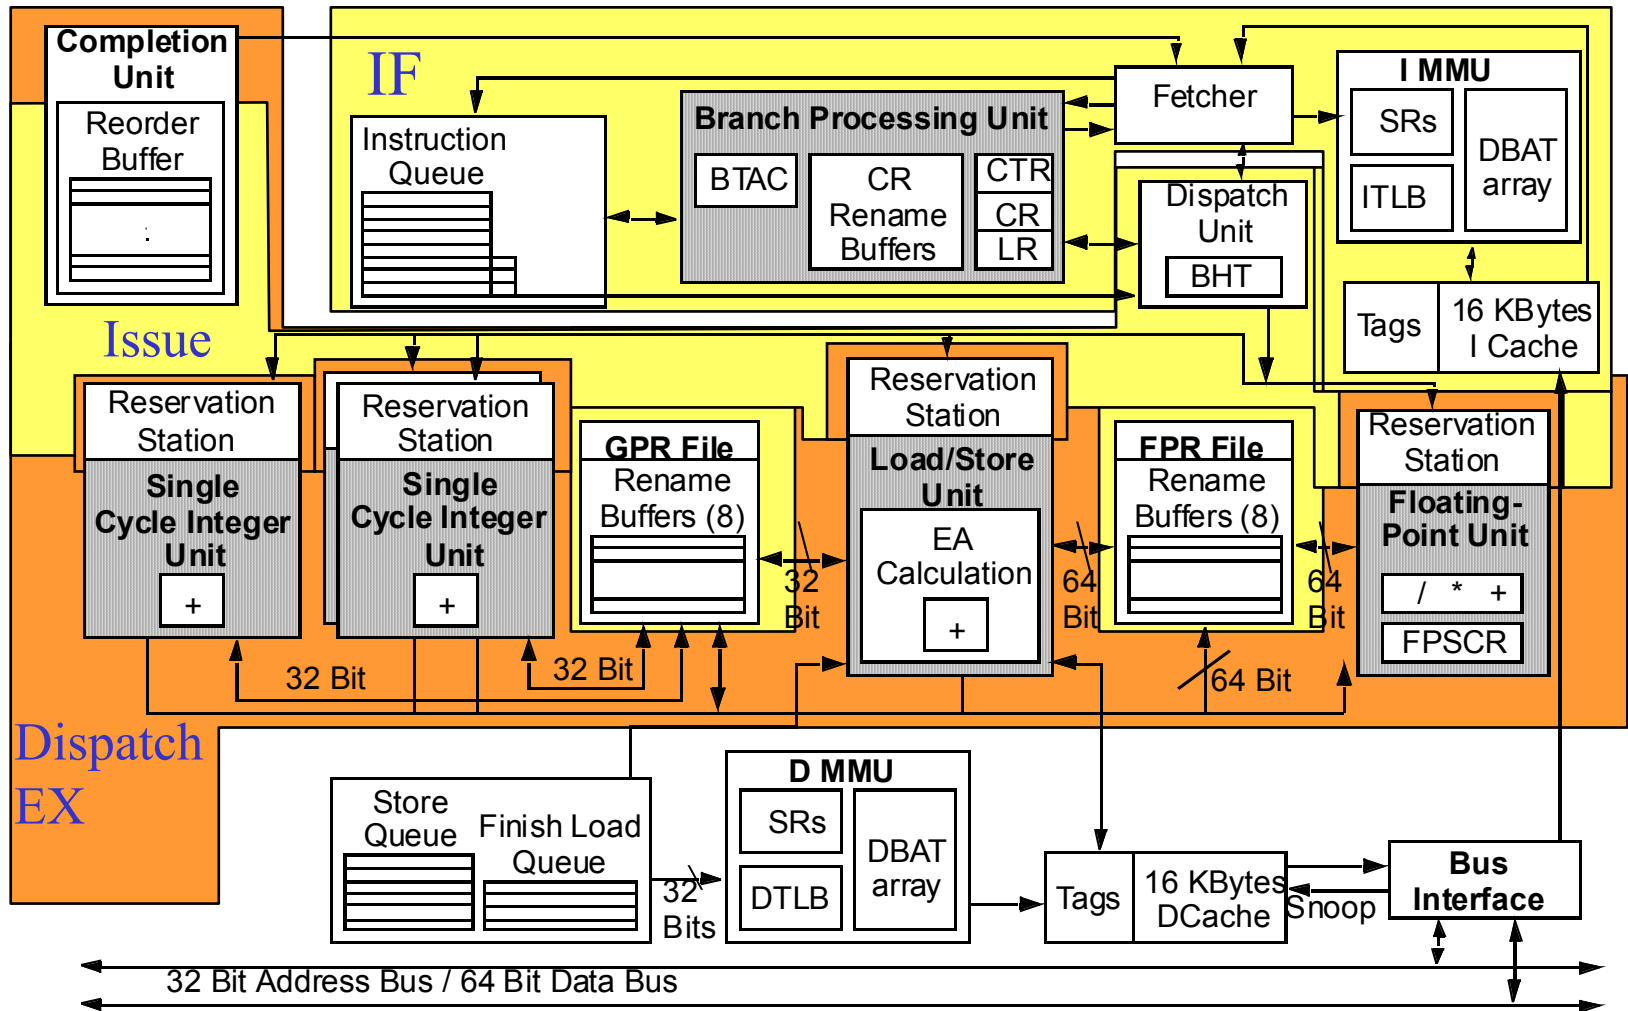 Completion
Unit
Reorder
Buffer
:
IF
Instruction
Queue
Branch Processing Unit
BTAC
CR
Rename
Buffers
CTR
CR
LR
Fetcher
Dispatch
Unit
BHT
I MMU
SRs
ITLB
DBAT
array
Tags
16 KBytes
I Cache
Issue
Reservation
Station
Single
Cycle Integer
Unit
+
Reservation
Station
Single
Cycle Integer
Unit
+
GPR File
Rename
Buffers (8)
32
Bit
Reservation
Station
Load/Store
Unit
EA
Calculation
+
64
Bit
FPR File
Rename
Buffers (8)
64
Bit
Reservation
Station
Floating-
Point Unit
/ * +
FPSCR
32 Bit
32 Bit
64 Bit
Dispatch
EX
Store
Queue
Finish Load
Queue
32
Bits
D MMU
SRs
DTLB
DBAT
array
Tags
16 KBytes
DCache
Snoop
Bus
Interface
32 Bit Address Bus / 64 Bit Data Bus